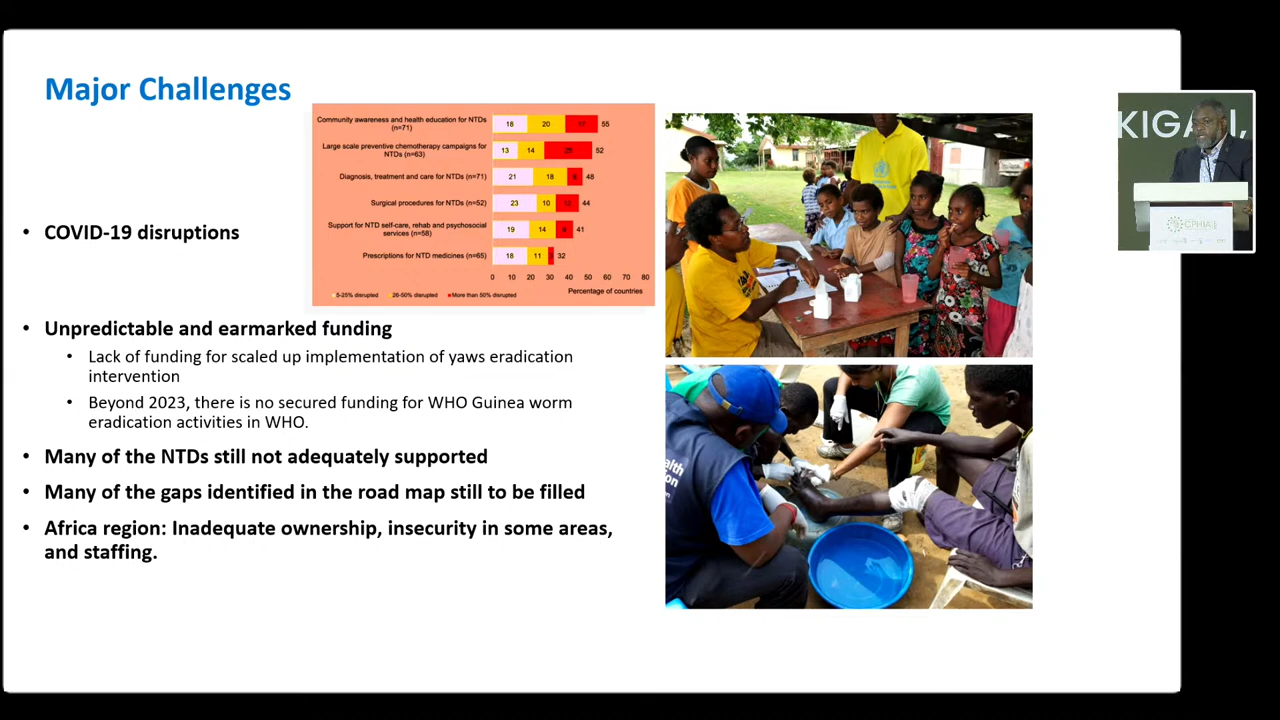 Major Challenges
Community awareness and health education for NTDs
(n=71)
18 20 55
Large scale preventive chemotherapy campaigns for
NTDs (n=63)
13 14 25 52
Diagnosis, treatment and care for NTDs (n=71)
21 18 48
Surgical procedures for NTDs (n=52)
23 10 12 44
Support for NTD self-care, rehab and psychosocial
services (n=58)
19 14 41
Prescriptions for NTD medicines (n=65)
18 11 32
0 10 20 30 40 50 60 70 80
Percentage of countries
5-25% disrupted 26-50% disrupted More than 50% disrupted
KIGALI,
• COVID-19 disruptions
• Unpredictable and earmarked funding
• Lack of funding for scaled up implementation of yaws eradication
intervention
• Beyond 2023, there is no secured funding for WHO Guinea worm
eradication activities in WHO.
• Many of the NTDs still not adequately supported
• Many of the gaps identified in the road map still to be filled
• Africa region: Inadequate ownership, insecurity in some areas,
and staffing.